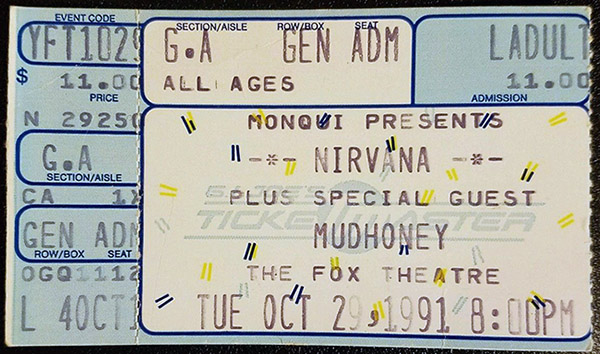 EVENT CODE
YFT1029
$ 11.00
PRICE
N 29250
G.A
SECTION/AISLE
CA 1X
GEN ADM
ROW/BOX SEAT
OGQ1112
L 4OCT1
SECTION/AISLE ROW/BOX SEAT
G.A GEN ADM
ALL AGES
LADULT
11.00
ADMISSION
MONQUI PRESENTS
-*- NIRVANA -*-
PLUS SPECIAL GUEST
G.I. JOE'S
TICKETMASTER
MUDHONEY
THE FOX THEATRE
TUE OCT 29,1991 8:00PM